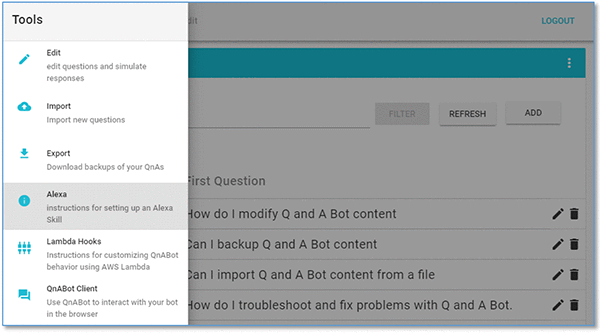 Tools
Edit
edit questions and simulate
responses
Import
Import new questions
Export
Download backups of your QnAs
Alexa
instructions for setting up an Alexa
Skill
Lambda Hooks
Instructions for customizing QnABot
behavior using AWS Lambda
QnABot Client
Use QnABot to interact with your bot
in the browser
dit
LOGOUT
FILTER
REFRESH
ADD
First Question
How do I modify Q and A Bot content
Can I backup Q and A Bot content
Can I import Q and A Bot content from a file
How do I troubleshoot and fix problems with Q and A Bot.